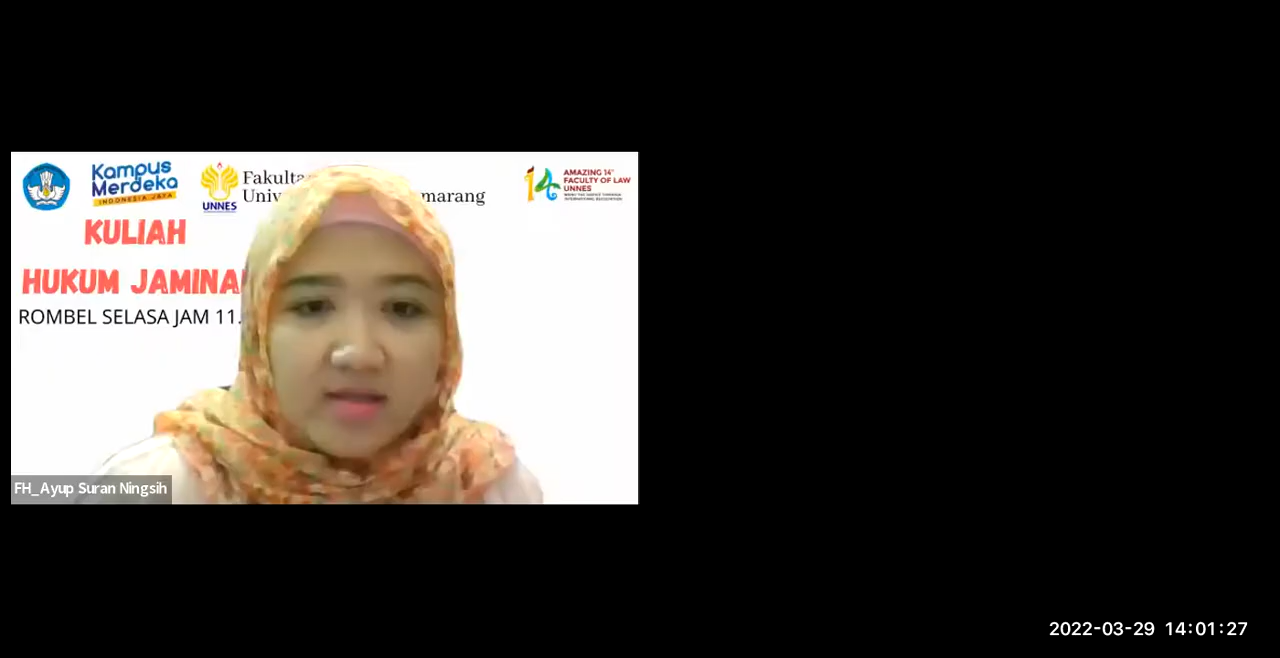 Kampus
Merdeka
INDONESIA JAYA
UNNES
Fakulta
Univ
marang
AMAZING 14
FACULTY OF LAW
UNNES
KULIAH
HUKUM JAMINA
ROMBEL SELASA JAM 11.
FH_Ayup Suran Ningsih
2022-03-29 14:01:27